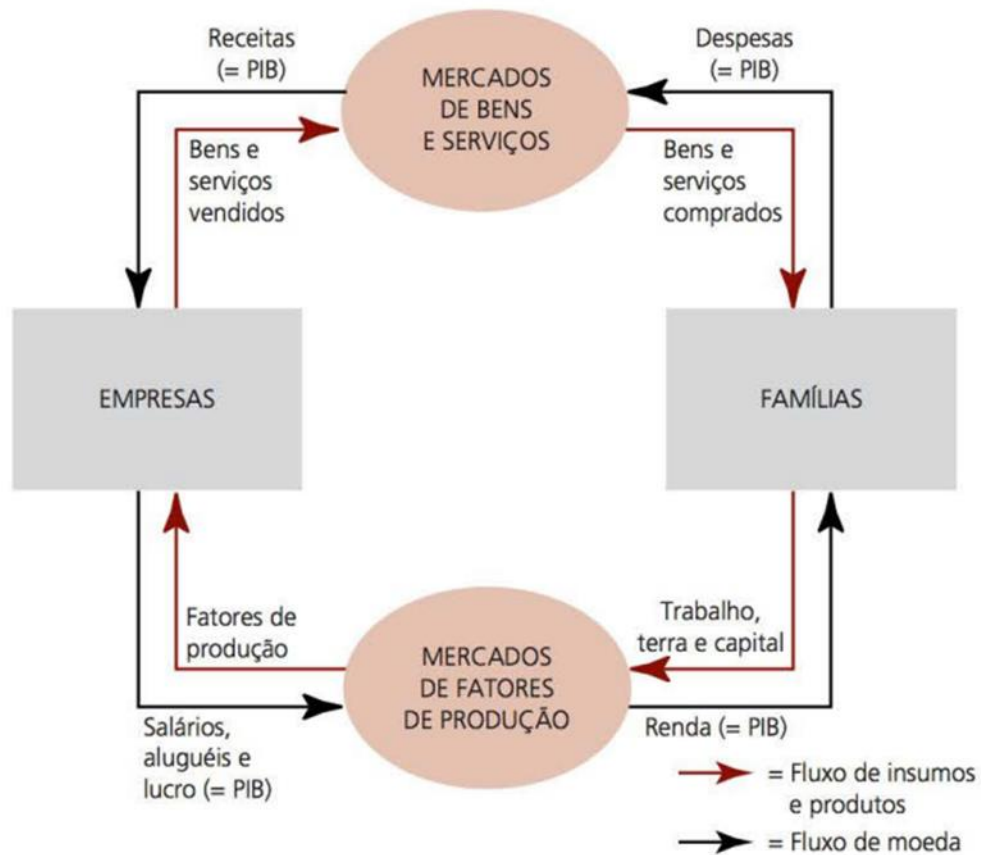 Receitas
(= PIB)
MERCADOS
DE BENS
E SERVIÇOS
Despesas
(= PIB)
Bens e
serviços
vendidos
Bens e
serviços
comprados
EMPRESAS
FAMÍLIAS
Fatores de
produção
MERCADOS
DE FATORES
DE PRODUÇÃO
Trabalho,
terra e capital
Salários,
aluguéis e
lucro (= PIB)
Renda (= PIB)
= Fluxo de insumos
e produtos
= Fluxo de moeda